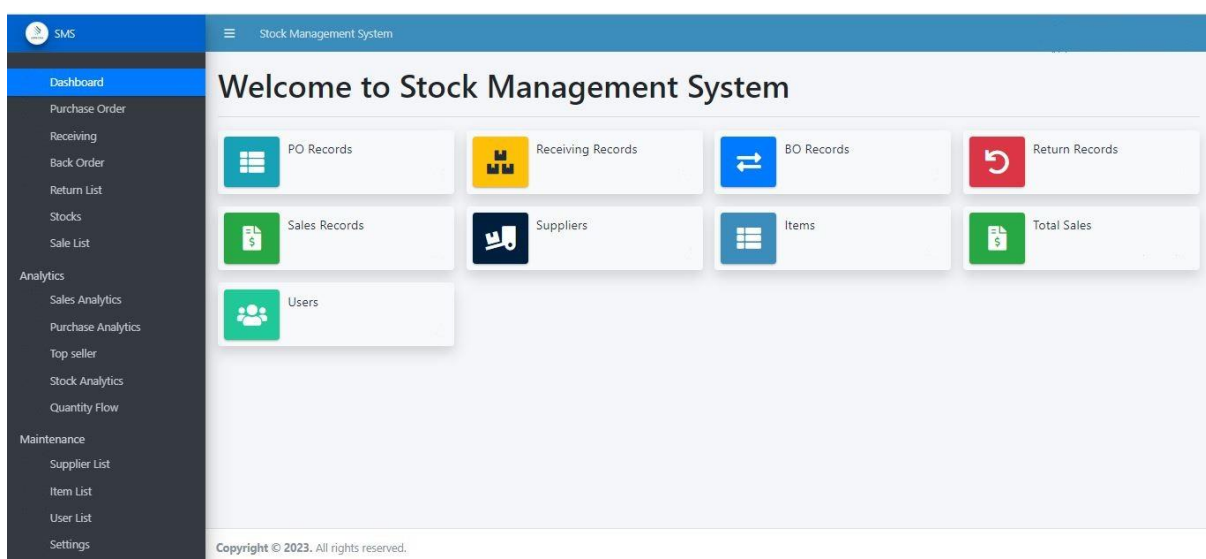 SMS
Stock Management System
Dashboard
Purchase Order
Receiving
Back Order
Return List
Stocks
Sale List
Analytics
Sales Analytics
Purchase Analytics
Top seller
Stock Analytics
Quantity Flow
Maintenance
Supplier List
Item List
User List
Settings
Welcome to Stock Management System
PO Records
Receiving Records
BO Records
Return Records
Sales Records
Suppliers
Items
Total Sales
Users
Copyright © 2023. All rights reserved.